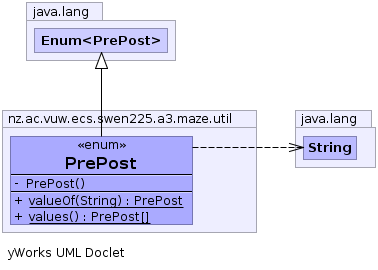 java.lang
Enum<PrePost>
nz.ac.vuw.ecs.swen225.a3.maze.util
«enum»
PrePost
- PrePost()
+ valueOf(String) : PrePost
+ values() : PrePost[]
java.lang
String
yWorks UML Doclet